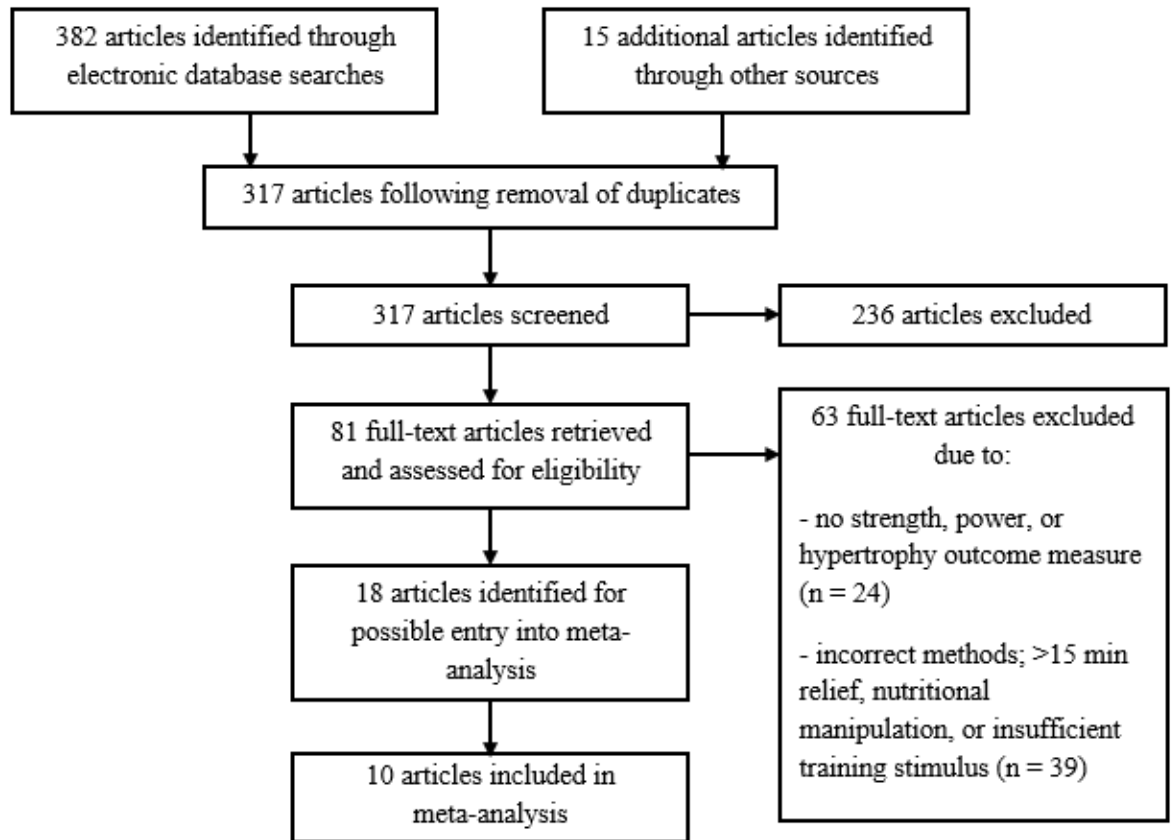 382 articles identified through
electronic database searches
15 additional articles identified
through other sources
317 articles following removal of duplicates
317 articles screened
236 articles excluded
81 full-text articles retrieved
and assessed for eligibility
63 full-text articles excluded
due to:
- no strength, power, or
hypertrophy outcome measure
(n = 24)
- incorrect methods; >15 min
relief, nutritional
manipulation, or insufficient
training stimulus (n = 39)
18 articles identified for
possible entry into meta-
analysis
10 articles included in
meta-analysis